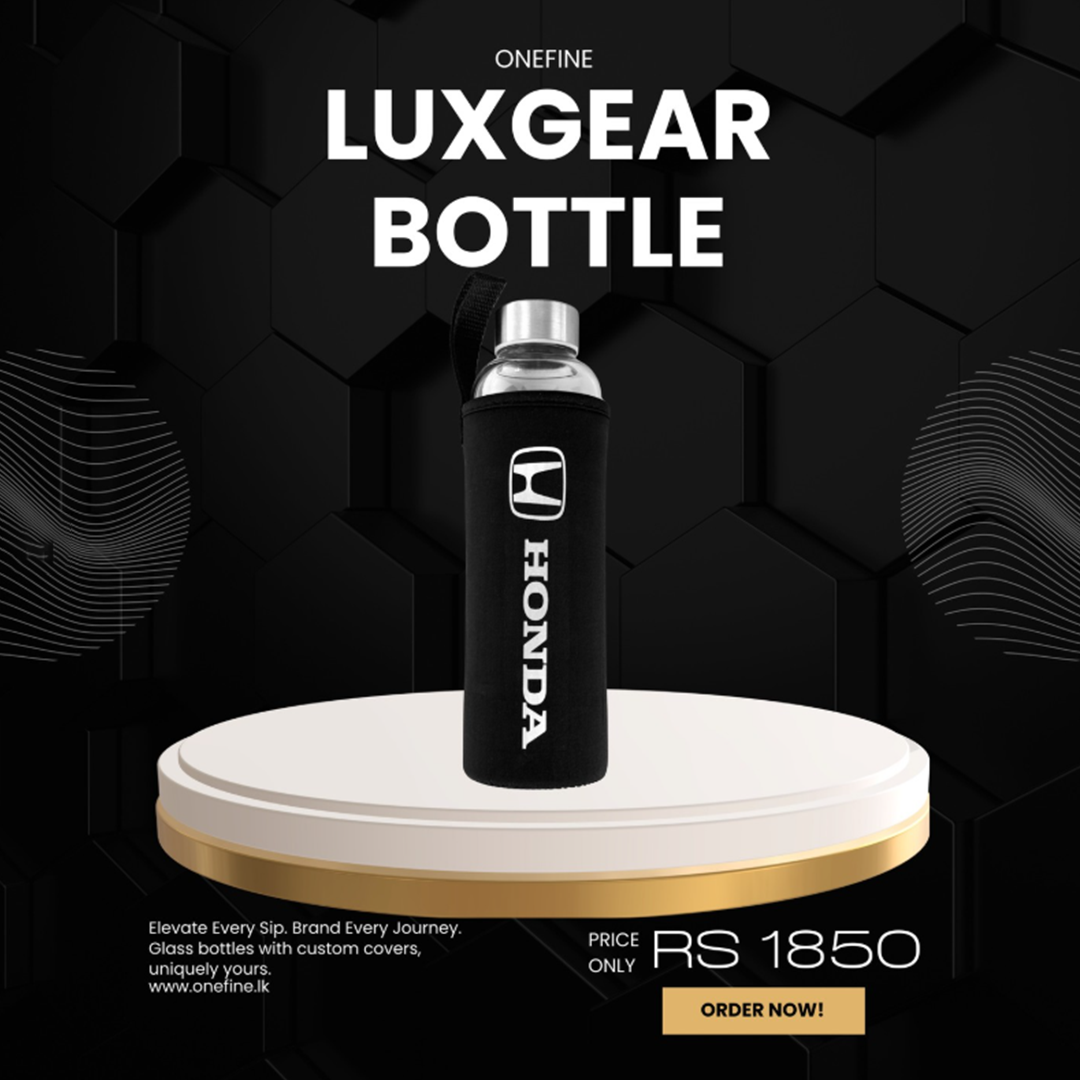 ONEFINE
LUXGEAR
BOTTLE
HONDA
Elevate Every Sip. Brand Every Journey.
Glass bottles with custom covers,
uniquely yours.
www.onefine.lk
PRICE
ONLY
RS 1850
ORDER NOW!